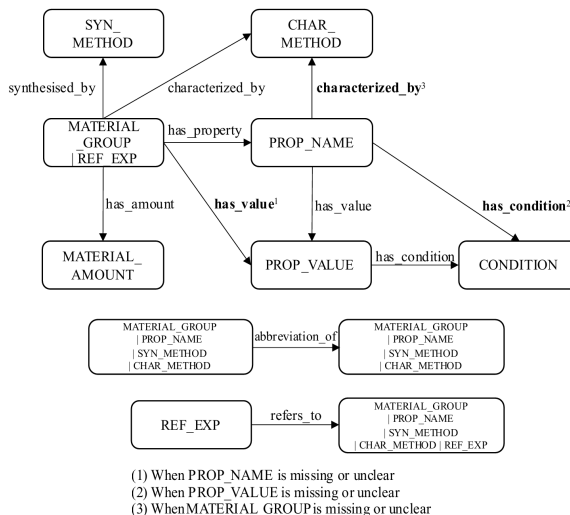 SYN_
METHOD
CHAR_
METHOD
synthesised_by
characterized_by
characterized_by3
MATERIAL
_GROUP
| REF_EXP
has_property
PROP_NAME
has_amount
has_value1
has_value
has_condition2
MATERIAL_
AMOUNT
PROP_VALUE
has_condition
CONDITION
MATERIAL_GROUP
| PROP_NAME
| SYN_METHOD
| CHAR_METHOD
abbreviation_of
MATERIAL_GROUP
| PROP_NAME
| SYN_METHOD
| CHAR_METHOD
REF_EXP
refers_to
MATERIAL_GROUP
| PROP_NAME
| SYN_METHOD
| CHAR_METHOD | REF_EXP
(1) When PROP_NAME is missing or unclear
(2) When PROP_VALUE is missing or unclear
(3) When MATERIAL_GROUP is missing or unclear